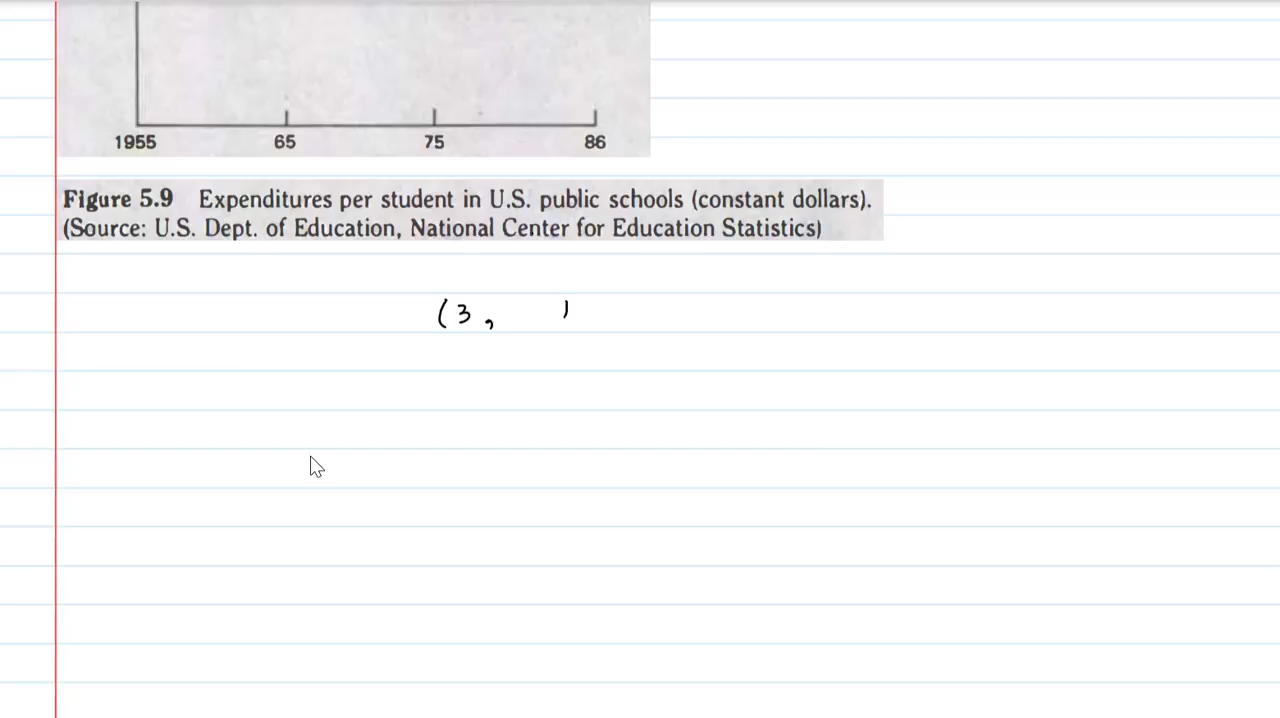 1955 65 75 86
Figure 5.9 Expenditures per student in U.S. public schools (constant dollars).
(Source: U.S. Dept. of Education, National Center for Education Statistics)
(3 , )